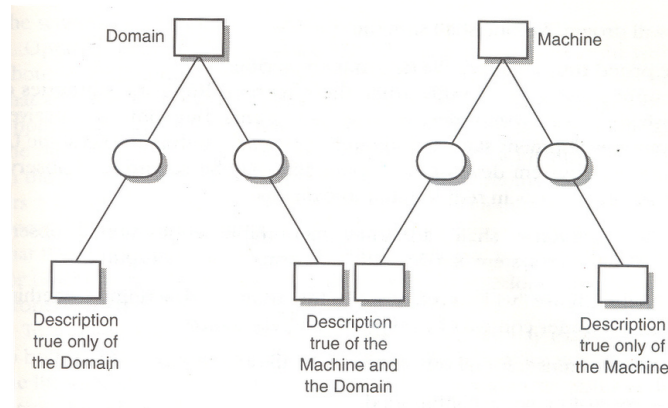 Domain
Machine
Description
true only of
the Domain
Description
true of the
Machine and
the Domain
Description
true only of
the Machine